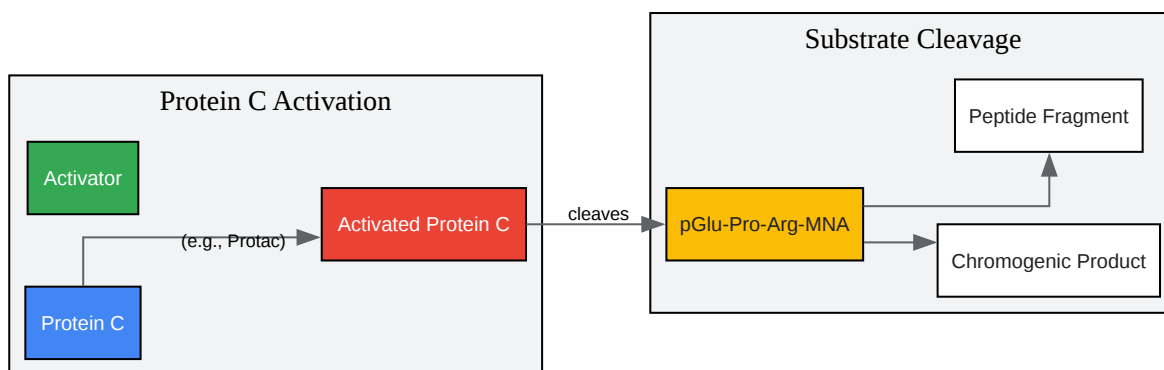 Protein C Activation
Activator
Protein C
(e.g., Protac)
Activated Protein C
cleaves
Substrate Cleavage
pGlu-Pro-Arg-MNA
Peptide Fragment
Chromogenic Product